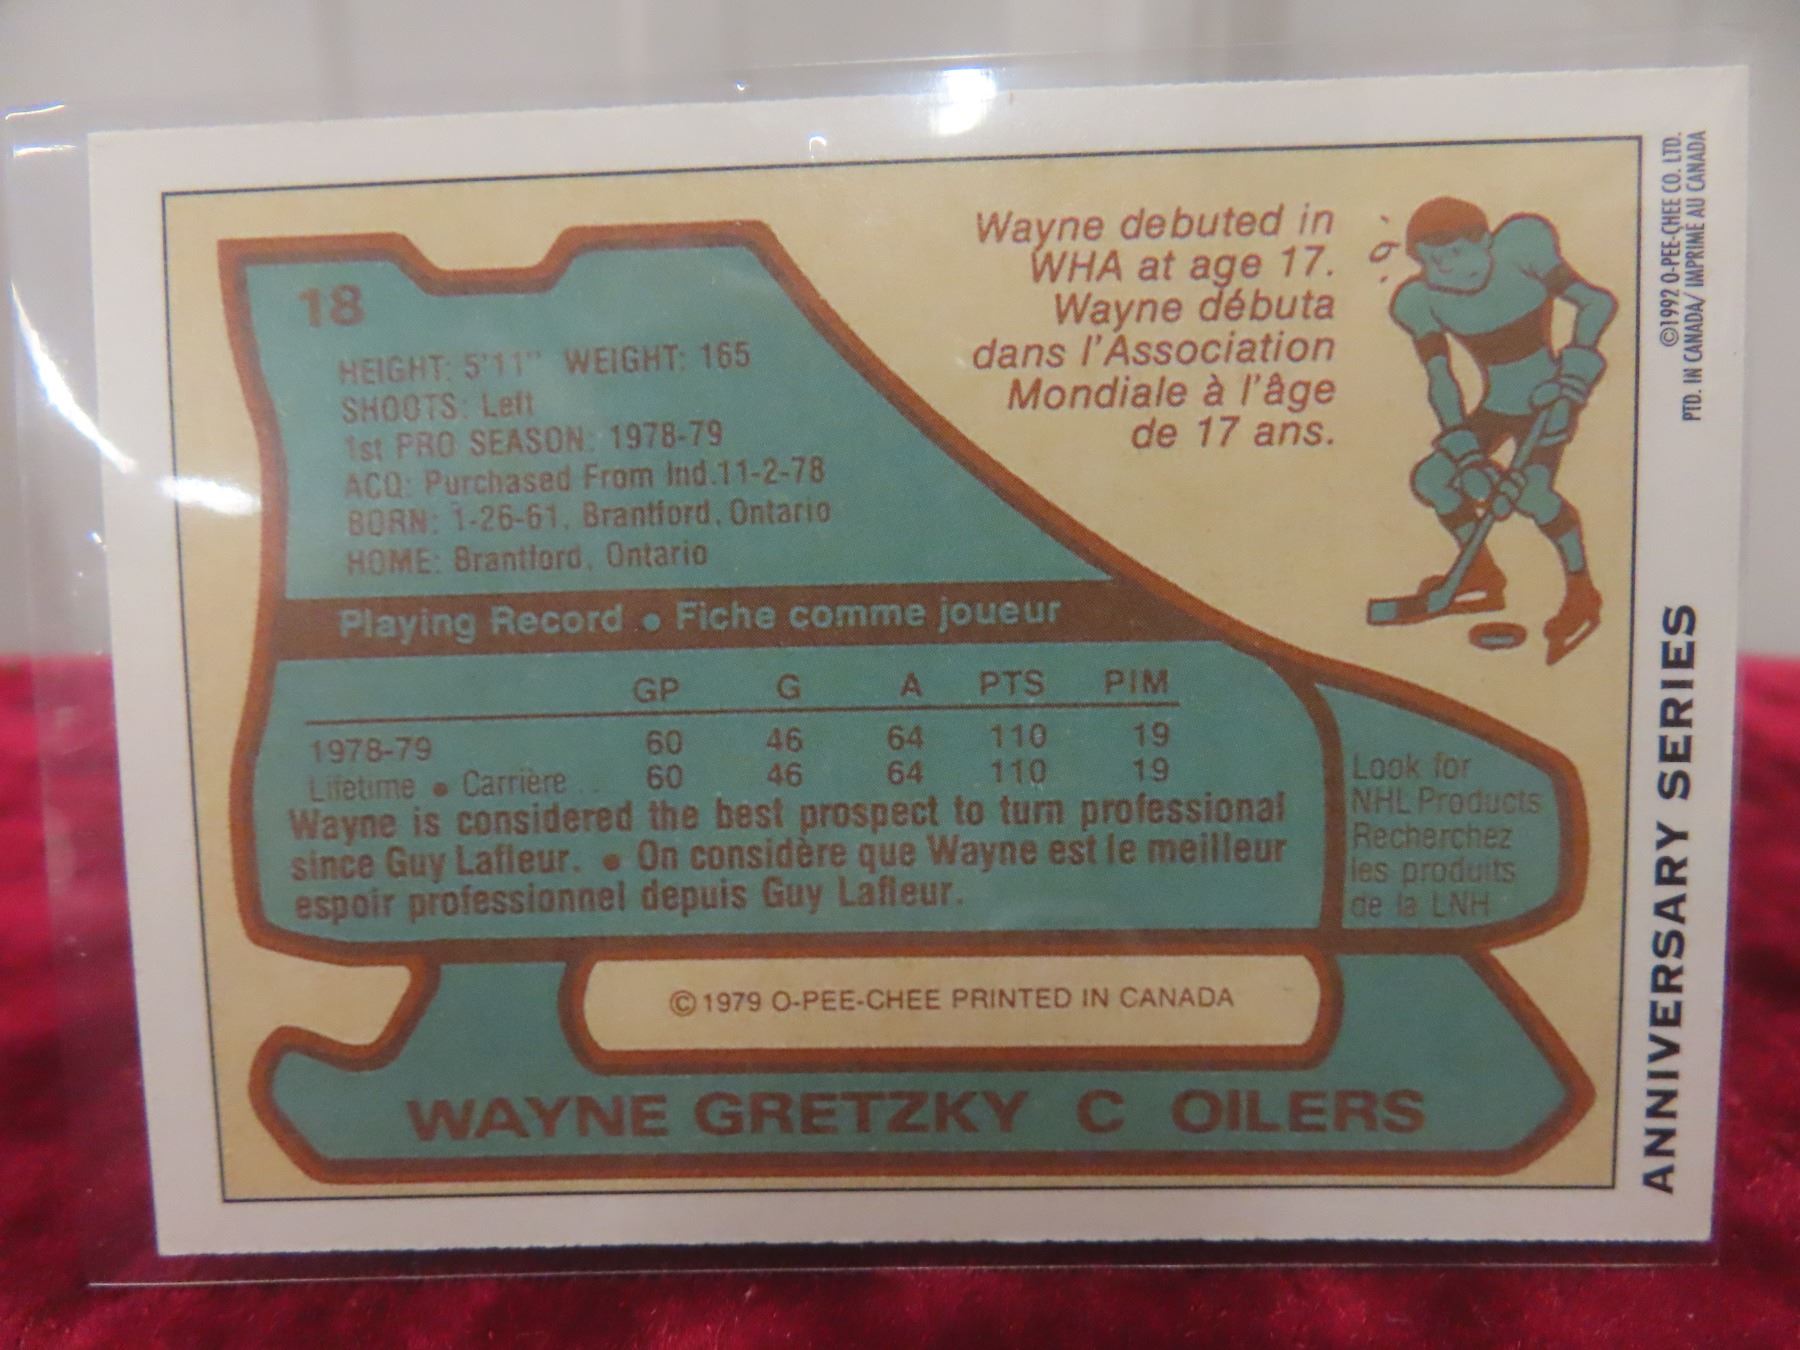 18
HEIGHT: 5'11" WEIGHT: 165
SHOOTS: Left
1st PRO SEASON: 1978-79
ACQ: Purchased From Ind.11-2-78
BORN: 1-26-61, Brantford, Ontario
HOME: Brantford, Ontario
Wayne debuted in
WHA at age 17.
Wayne débuta
dans l'Association
Mondiale à l'âge
de 17 ans.
Playing Record • Fiche comme joueur
GP G A PTS PIM
1978-79 60 46 64 110 19
Lifetime • Carrière .. 60 46 64 110 19
Wayne is considered the best prospect to turn professional
since Guy Lafleur. • On considère que Wayne est le meilleur
espoir professionnel depuis Guy Lafleur.
Look for
NHL Products
Recherchez
les produits
de la LNH
© 1979 O-PEE-CHEE PRINTED IN CANADA
WAYNE GRETZKY C OILERS
©1992 O-PEE-CHEE CO. LTD.
PTD. IN CANADA/ IMPRIMÉ AU CANADA
ANNIVERSARY SERIES